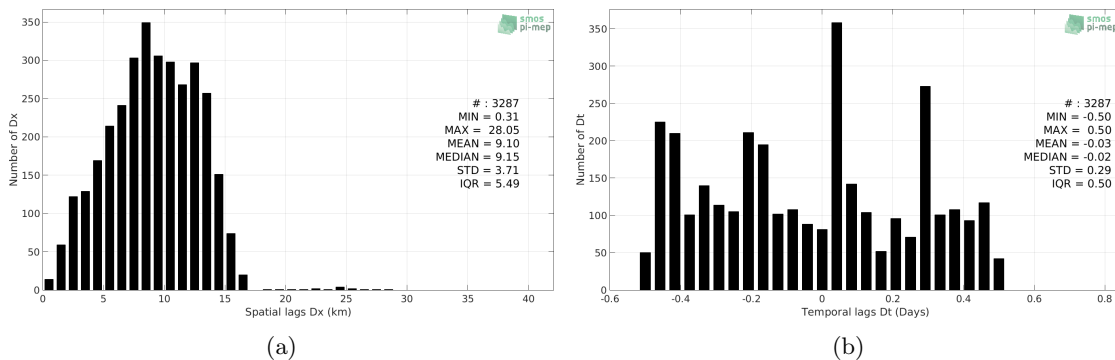 350
300
250
200
150
100
50
0
Number of Dx
0 5 10 15 20 25 30 35 40
Spatial lags Dx (km)
smos
pi-mep
# : 3287
MIN = 0.31
MAX = 28.05
MEAN = 9.10
MEDIAN = 9.15
STD = 3.71
IQR = 5.49
(a)
350
300
250
200
150
100
50
0
Number of Dt
-0.6 -0.4 -0.2 0 0.2 0.4 0.6 0.8
Temporal lags Dt (Days)
smos
pi-mep
# : 3287
MIN = -0.50
MAX = 0.50
MEAN = -0.03
MEDIAN = -0.02
STD = 0.29
IQR = 0.50
(b)